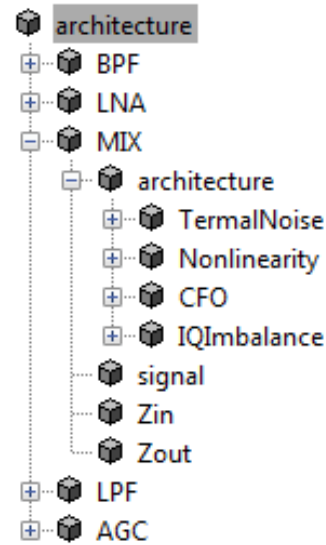 architecture
BPF
LNA
MIX
architecture
TermalNoise
Nonlinearity
CFO
IQImbalance
signal
Zin
Zout
LPF
AGC